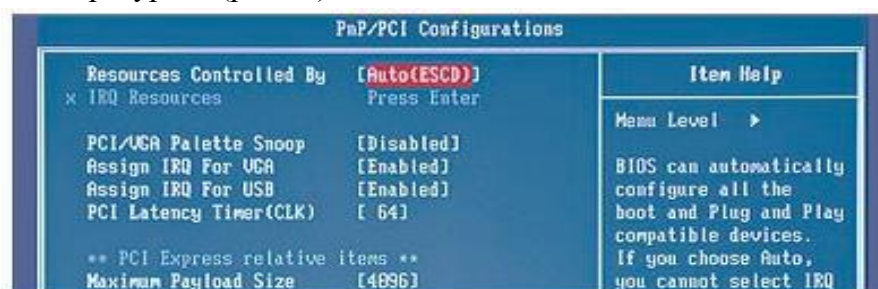 PnP/PCI Configurations
Resources Controlled By [Auto(ESCD)]
x IRQ Resources Press Enter
PCI/VGA Palette Snoop [Disabled]
Assign IRQ For VGA [Enabled]
Assign IRQ For USB [Enabled]
PCI Latency Timer(CLK) [ 64]
** PCI Express relative items **
Maximum Payload Size [4096]
Item Help
Menu Level ▸
BIOS can automatically
configure all the
boot and Plug and Play
compatible devices.
If you choose Auto,
you cannot select IRQ